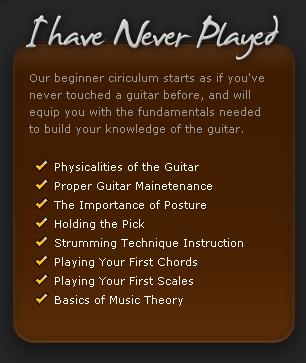 I have Never Played
Our beginner ciriculum starts as if you've
never touched a guitar before, and will
equip you with the fundamentals needed
to build your knowledge of the guitar.
Physicalities of the Guitar
Proper Guitar Mainetenance
The Importance of Posture
Holding the Pick
Strumming Technique Instruction
Playing Your First Chords
Playing Your First Scales
Basics of Music Theory